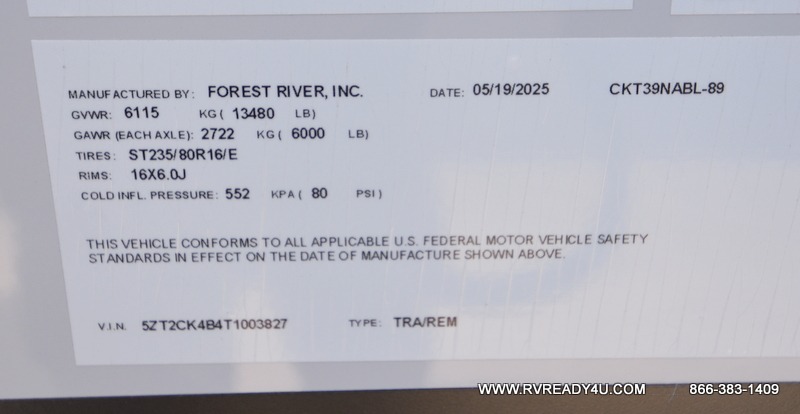 MANUFACTURED BY: FOREST RIVER, INC. DATE: 05/19/2025 CKT39NABL-89
GVWR: 6115 KG ( 13480 LB)
GAWR (EACH AXLE): 2722 KG ( 6000 LB)
TIRES: ST235/80R16/E
RIMS: 16X6.0J
COLD INFL. PRESSURE: 552 KPA ( 80 PSI )
THIS VEHICLE CONFORMS TO ALL APPLICABLE U.S. FEDERAL MOTOR VEHICLE SAFETY
STANDARDS IN EFFECT ON THE DATE OF MANUFACTURE SHOWN ABOVE.
V.I.N. 5ZT2CK4B4T1003827 TYPE: TRA/REM
WWW.RVREADY4U.COM / 866-383-1409